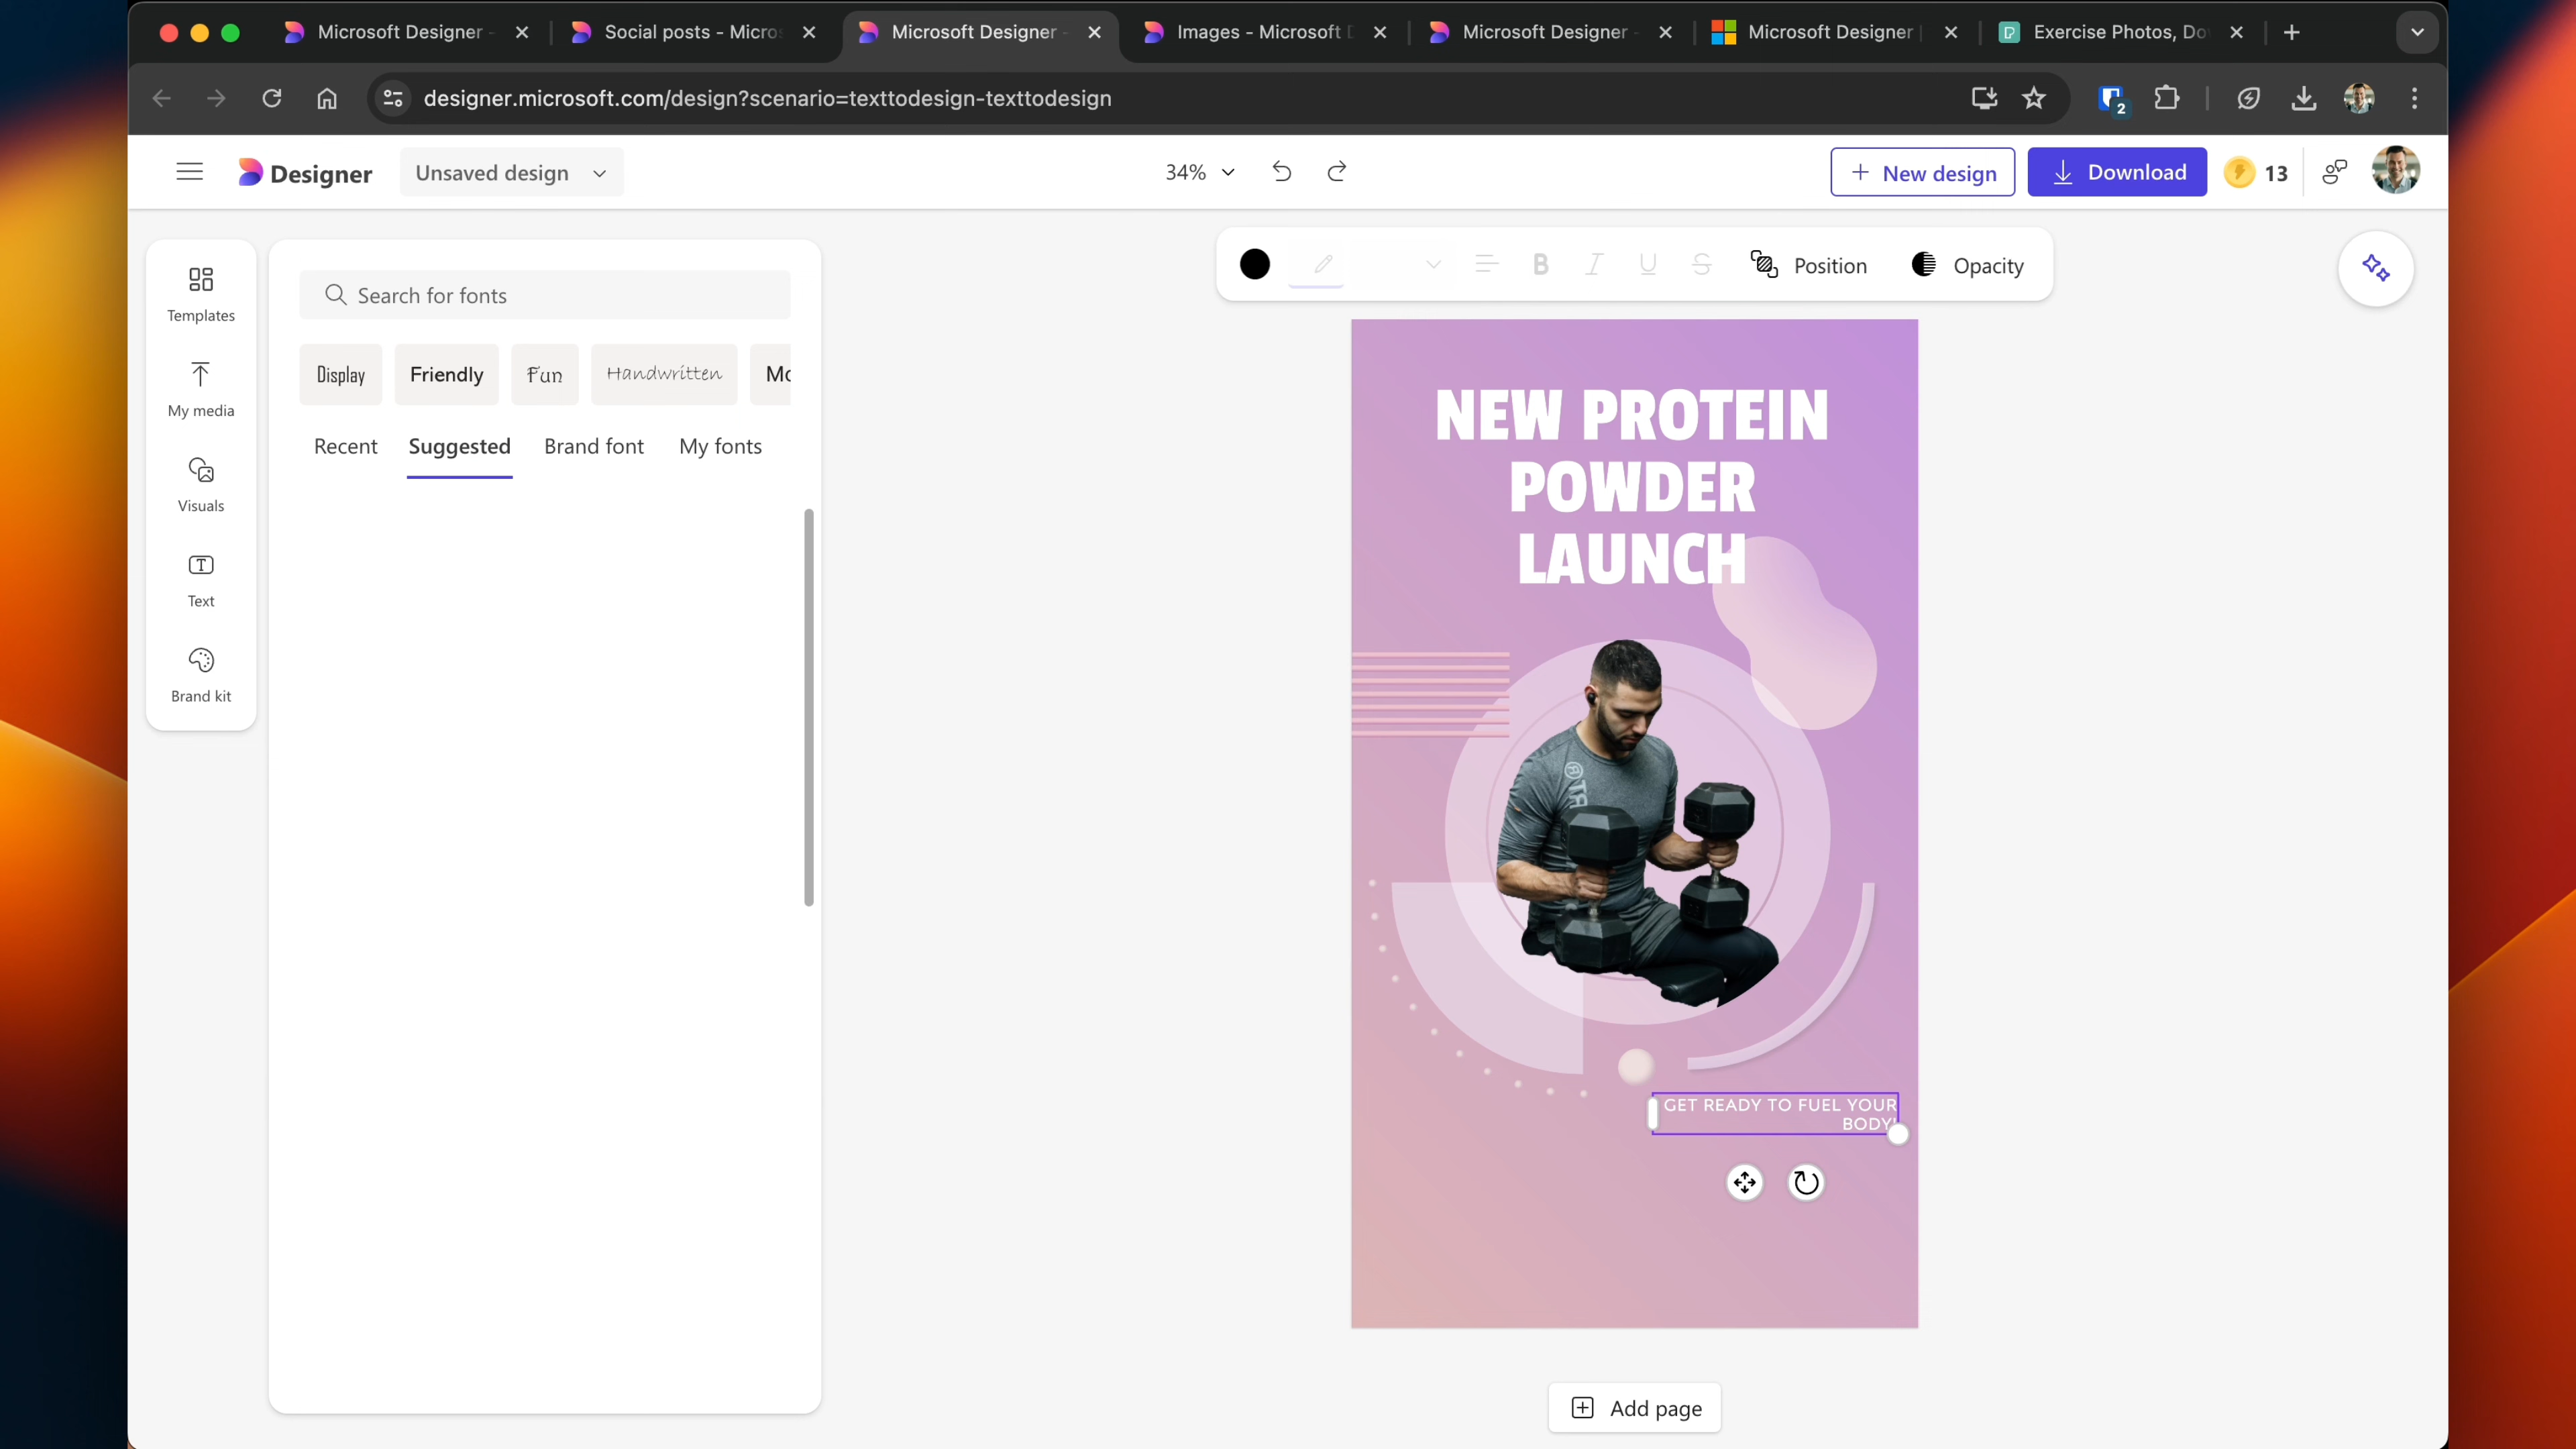 Microsoft Designer -
Social posts - Micros
Microsoft Designer -
Images - Microsoft D
Microsoft Designer -
Microsoft Designer |
Exercise Photos, Do
designer.microsoft.com/design?scenario=texttodesign-texttodesign
2
Designer
Unsaved design
34%
New design
Download
13
Templates
My media
Visuals
Text
Brand kit
Search for fonts
Display
Friendly
Fun
Handwritten
Mo
Recent
Suggested
Brand font
My fonts
B
I
U
S
Position
Opacity
NEW PROTEIN
POWDER
LAUNCH
GET READY TO FUEL YOUR
BODY!
Add page